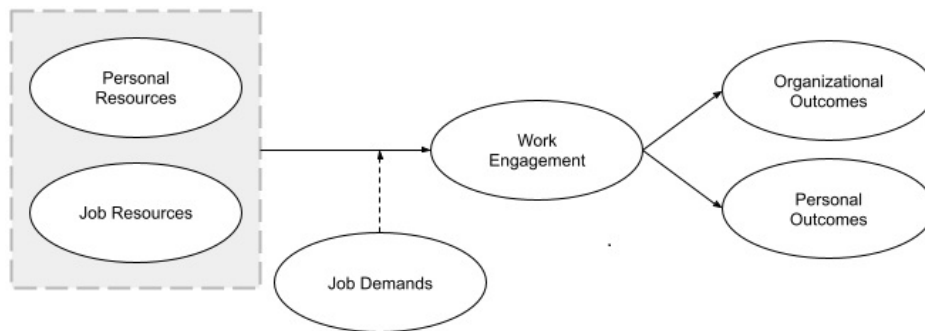 Personal
Resources
Job Resources
Job Demands
Work
Engagement
Organizational
Outcomes
Personal
Outcomes